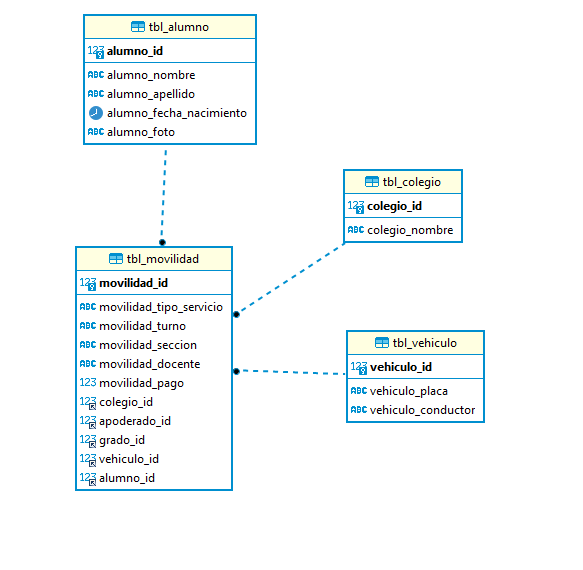 tbl_alumno
123 alumno_id
ABC alumno_nombre
ABC alumno_apellido
alumno_fecha_nacimiento
ABC alumno_foto
tbl_colegio
123 colegio_id
ABC colegio_nombre
tbl_movilidad
123 movilidad_id
ABC movilidad_tipo_servicio
ABC movilidad_turno
ABC movilidad_seccion
ABC movilidad_docente
123 movilidad_pago
123 colegio_id
123 apoderado_id
123 grado_id
123 vehiculo_id
123 alumno_id
tbl_vehiculo
123 vehiculo_id
ABC vehiculo_placa
ABC vehiculo_conductor